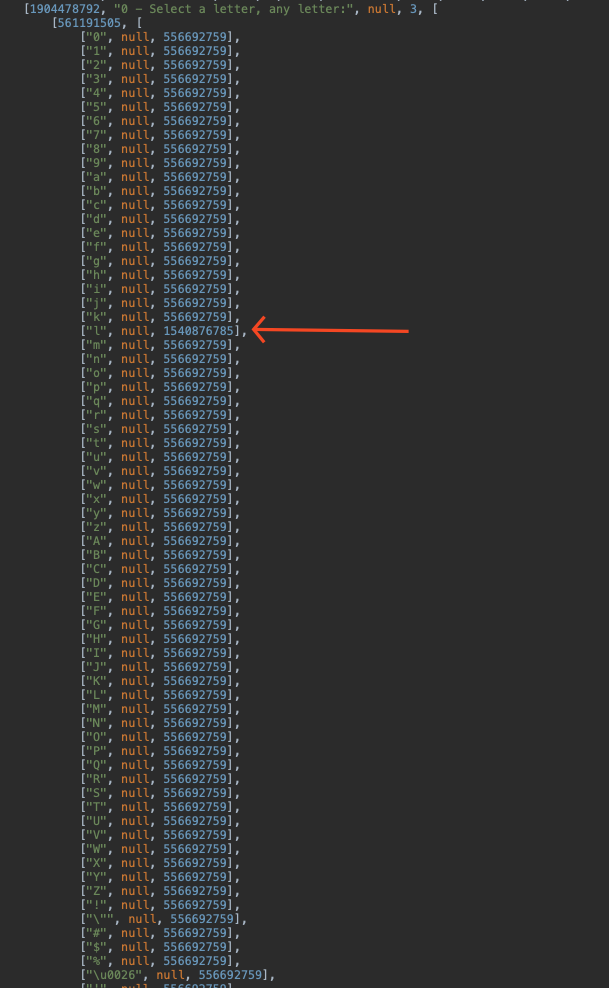 [1904478792, "0 – Select a letter, any letter:", null, 3, [
[561191505, [
["0", null, 556692759],
["1", null, 556692759],
["2", null, 556692759],
["3", null, 556692759],
["4", null, 556692759],
["5", null, 556692759],
["6", null, 556692759],
["7", null, 556692759],
["8", null, 556692759],
["9", null, 556692759],
["a", null, 556692759],
["b", null, 556692759],
["c", null, 556692759],
["d", null, 556692759],
["e", null, 556692759],
["f", null, 556692759],
["g", null, 556692759],
["h", null, 556692759],
["i", null, 556692759],
["j", null, 556692759],
["k", null, 556692759],
["l", null, 1540876785],
["m", null, 556692759],
["n", null, 556692759],
["o", null, 556692759],
["p", null, 556692759],
["q", null, 556692759],
["r", null, 556692759],
["s", null, 556692759],
["t", null, 556692759],
["u", null, 556692759],
["v", null, 556692759],
["w", null, 556692759],
["x", null, 556692759],
["y", null, 556692759],
["z", null, 556692759],
["A", null, 556692759],
["B", null, 556692759],
["C", null, 556692759],
["D", null, 556692759],
["E", null, 556692759],
["F", null, 556692759],
["G", null, 556692759],
["H", null, 556692759],
["I", null, 556692759],
["J", null, 556692759],
["K", null, 556692759],
["L", null, 556692759],
["M", null, 556692759],
["N", null, 556692759],
["O", null, 556692759],
["P", null, 556692759],
["Q", null, 556692759],
["R", null, 556692759],
["S", null, 556692759],
["T", null, 556692759],
["U", null, 556692759],
["V", null, 556692759],
["W", null, 556692759],
["X", null, 556692759],
["Y", null, 556692759],
["Z", null, 556692759],
["!", null, 556692759],
["\"", null, 556692759],
["#", null, 556692759],
["$", null, 556692759],
["%", null, 556692759],
["\u0026", null, 556692759],